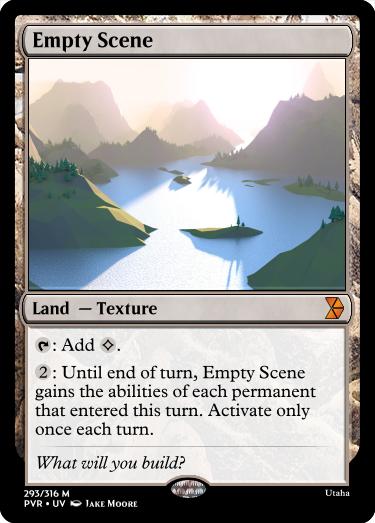 Empty Scene
Land — Texture
: Add .
2: Until end of turn, Empty Scene
gains the abilities of each permanent
that entered this turn. Activate only
once each turn.
What will you build?
293/316 M
Utaha
PVR • UV Jake Moore